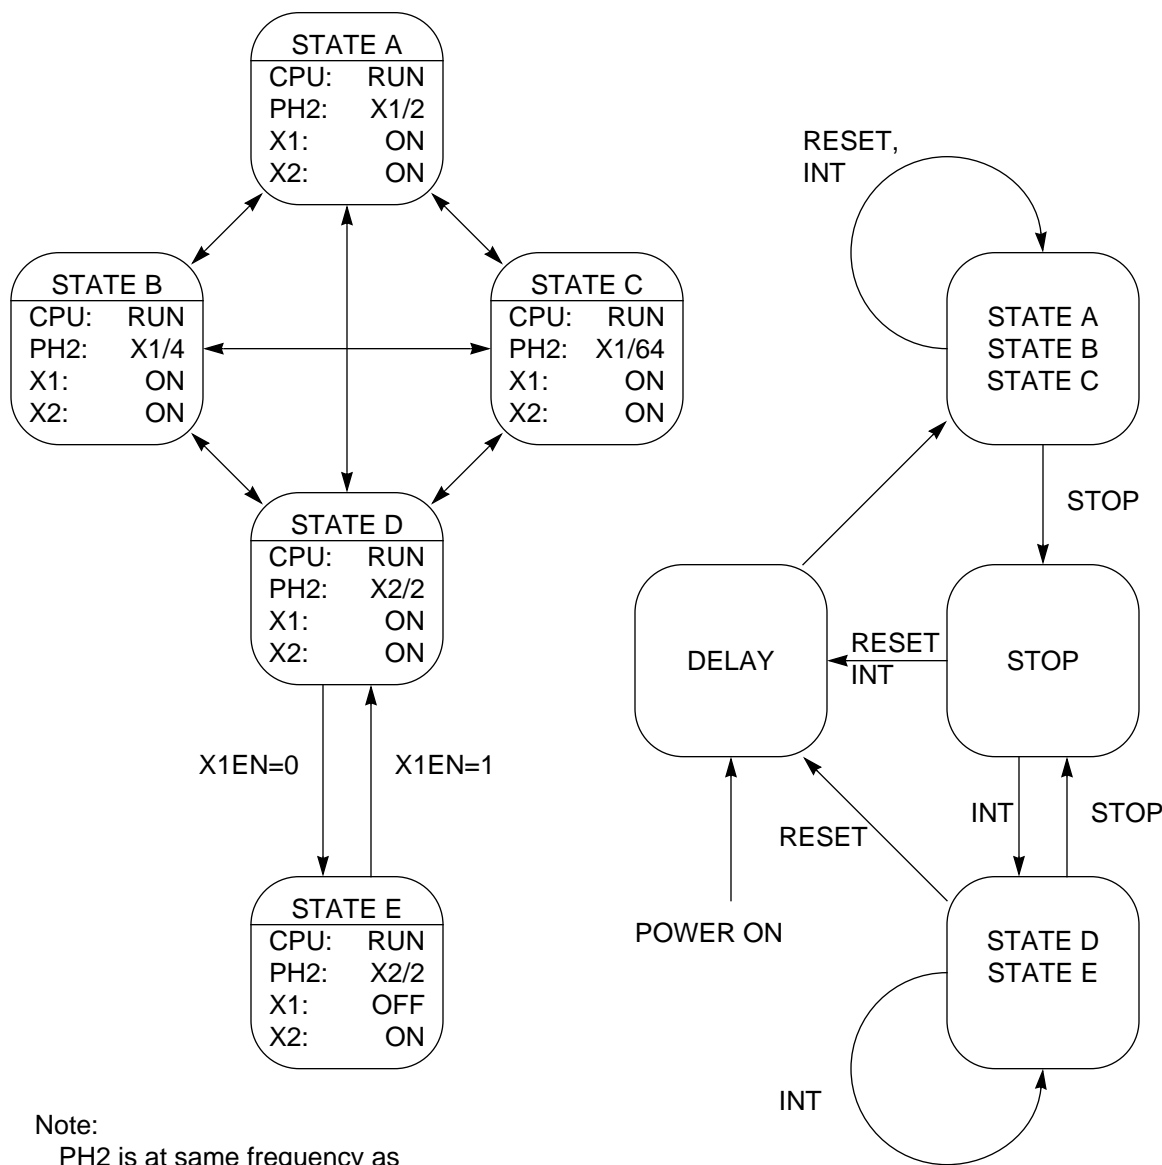 STATE A
CPU: RUN
PH2: X1/2
X1: ON
X2: ON
STATE B
CPU: RUN
PH2: X1/4
X1: ON
X2: ON
STATE C
CPU: RUN
PH2: X1/64
X1: ON
X2: ON
STATE D
CPU: RUN
PH2: X2/2
X1: ON
X2: ON
X1EN=0
X1EN=1
STATE E
CPU: RUN
PH2: X2/2
X1: OFF
X2: ON
Note:
PH2 is at same frequency as
RESET,
INT
STATE A
STATE B
STATE C
STOP
DELAY
RESET
INT
STOP
RESET
INT
STOP
POWER ON
STATE D
STATE E
INT